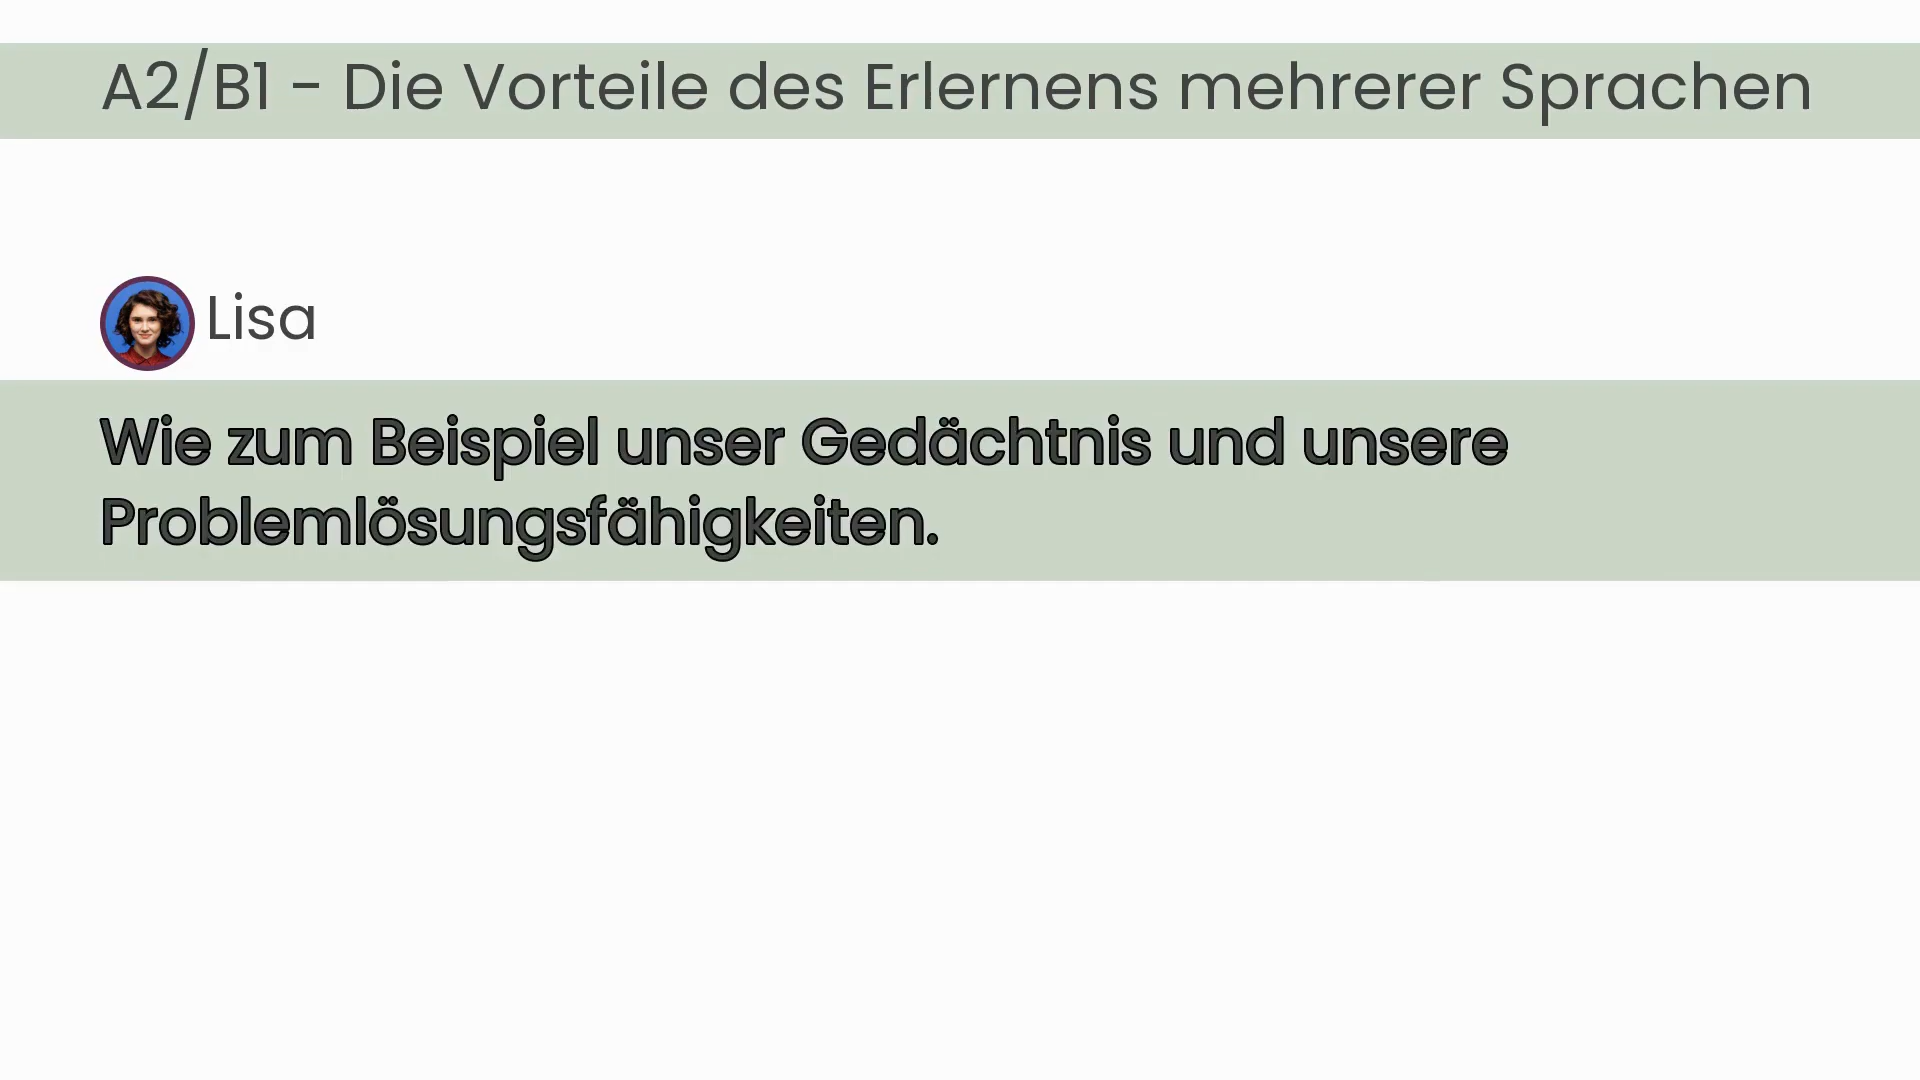 A2/B1 - Die Vorteile des Erlernens mehrerer Sprachen
Lisa
Wie zum Beispiel unser Gedächtnis und unsere
Problemlösungsfähigkeiten.